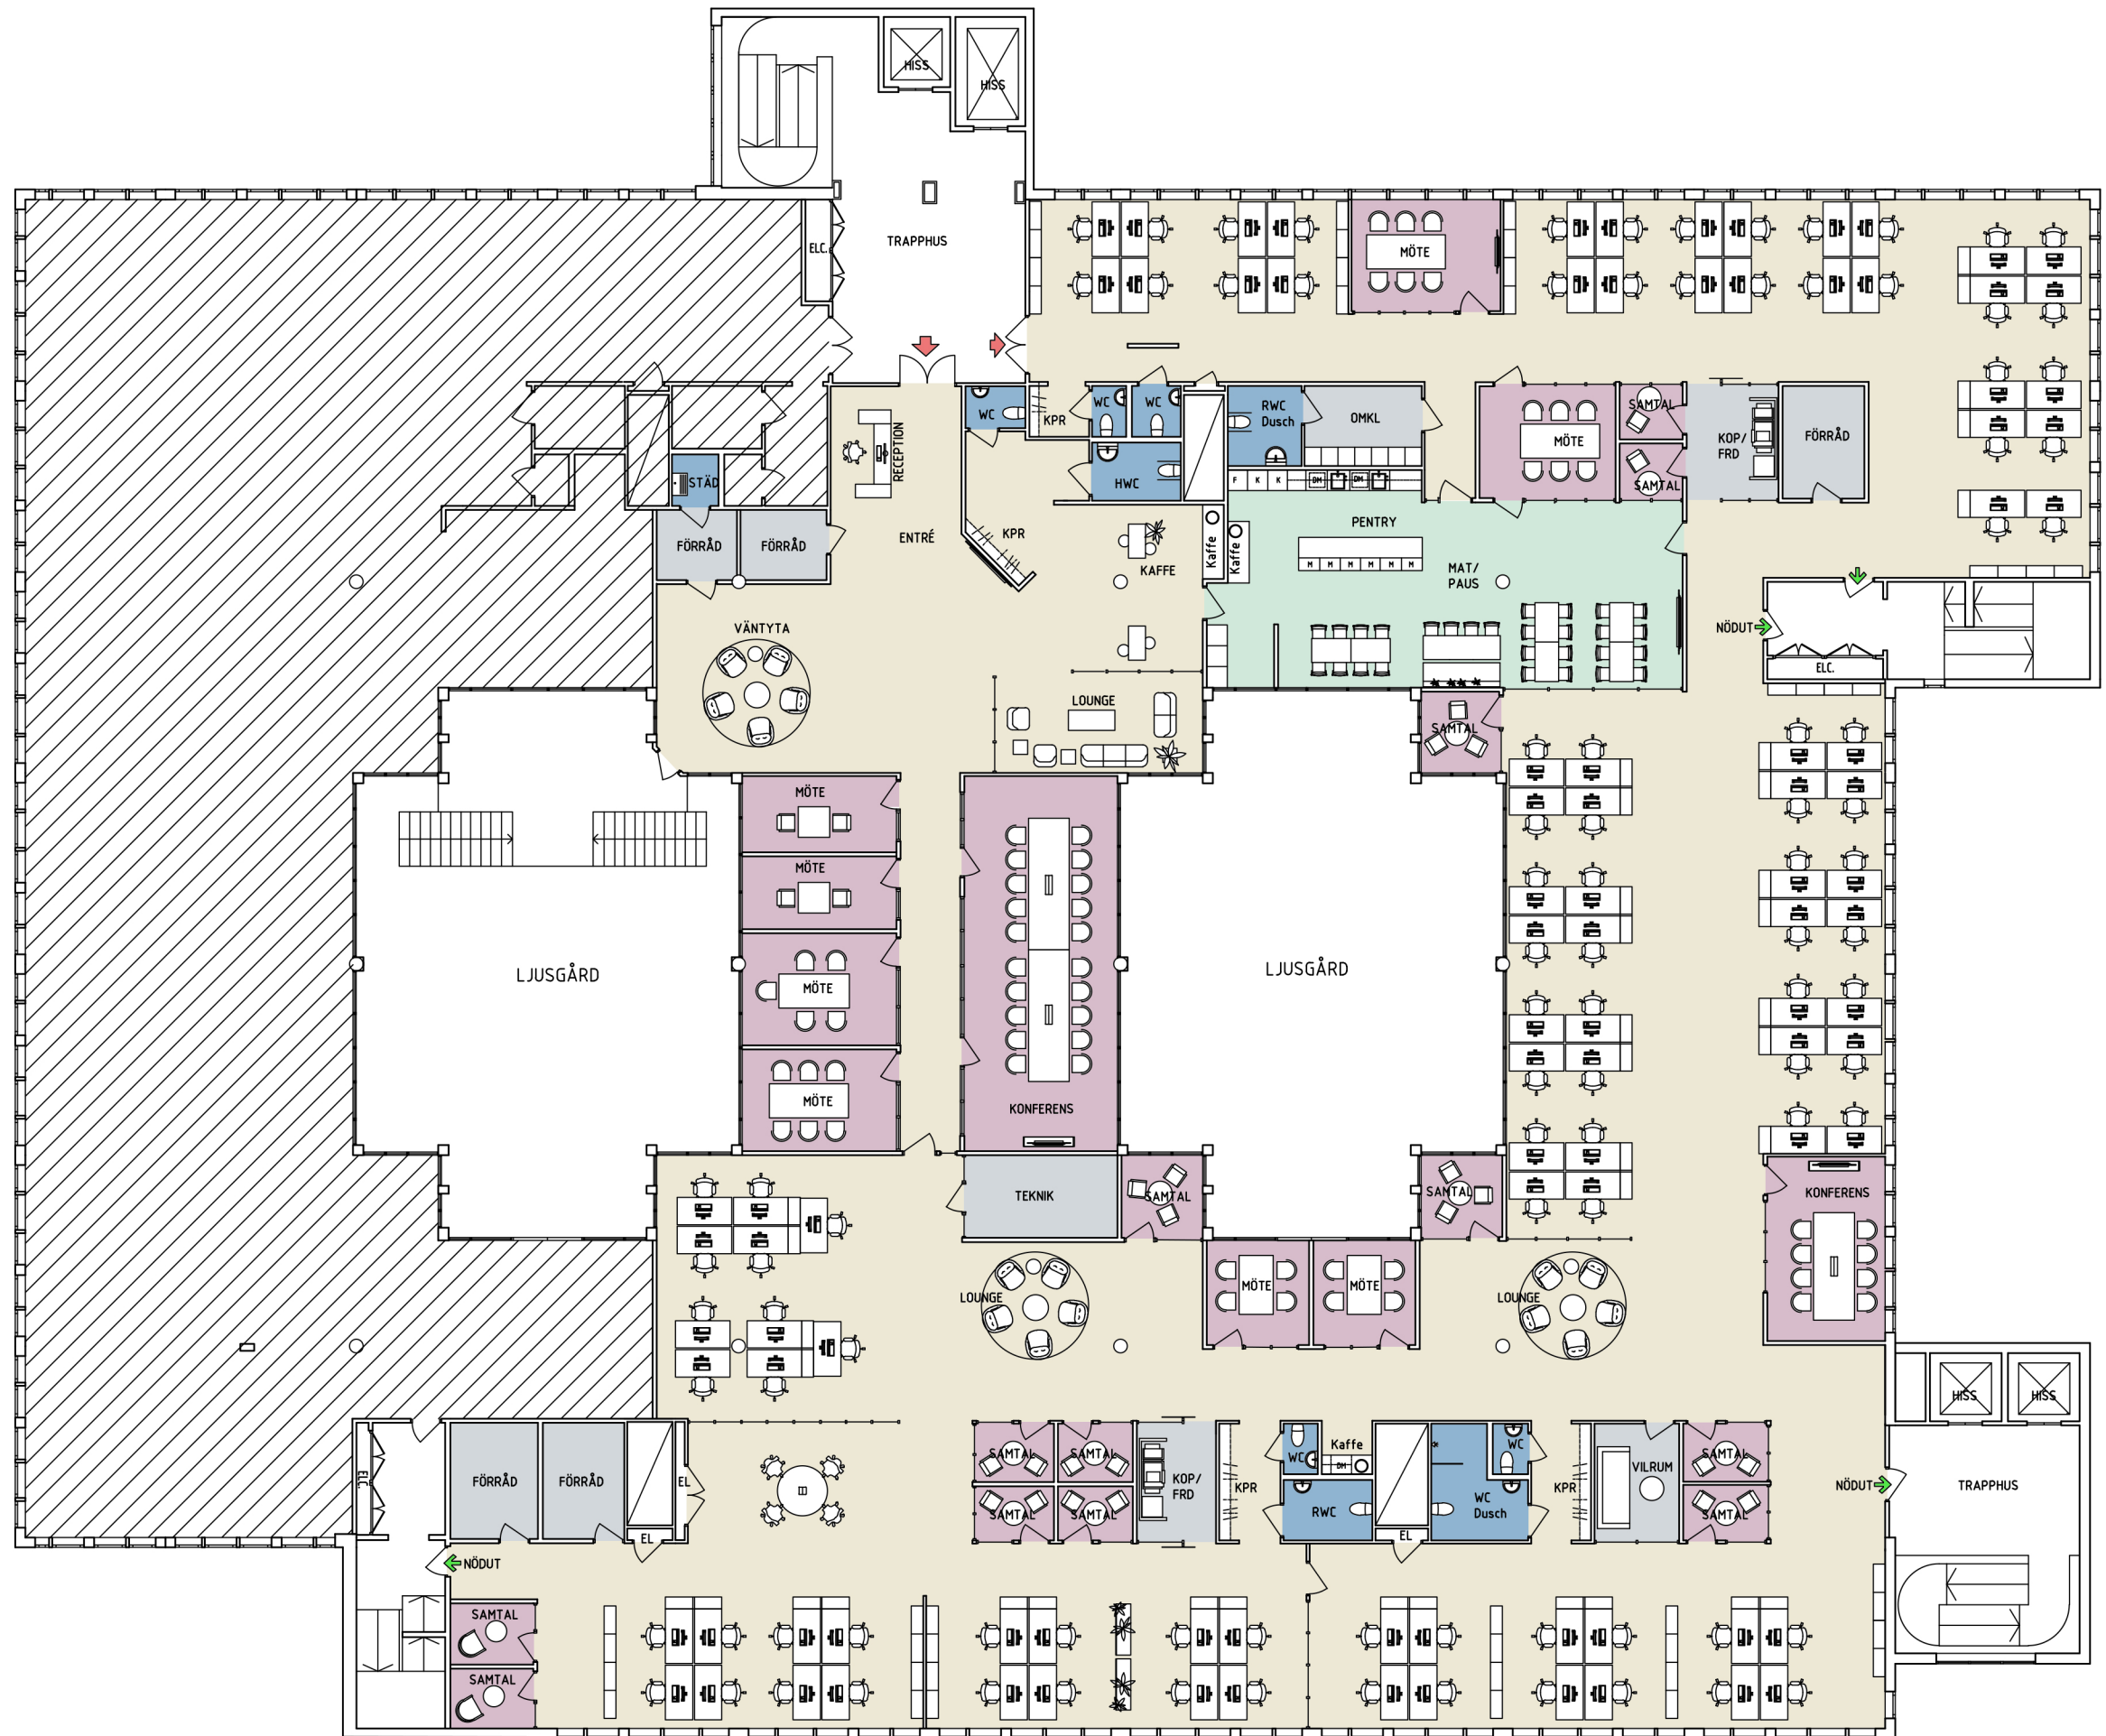 HISS
HISS
TRAPPHUS
ELC.
MÖTE
WC
KPR
WC
WC
RWC
Dusch
OMKL
MÖTE
SAMTAL
SAMTAL
KOP/
FRD
FÖRRÅD
RECEPTION
STÄD
HWC
F
K
K
DM
DM
FÖRRÅD
FÖRRÅD
ENTRÉ
KPR
KAFFE
Kaffe
Kaffe
PENTRY
M
M
M
M
M
M
MAT/
PAUS
VÄNTYTA
NÖDUT
ELC.
LOUNGE
SAMTAL
MÖTE
MÖTE
MÖTE
MÖTE
LJUSGÅRD
LJUSGÅRD
KONFERENS
TEKNIK
SAMTAL
SAMTAL
KONFERENS
LOUNGE
MÖTE
MÖTE
LOUNGE
HISS
HISS
ELC.
FÖRRÅD
FÖRRÅD
EL
EL
SAMTAL
SAMTAL
SAMTAL
SAMTAL
KOP/
FRD
KPR
WC
Kaffe
DM
RWC
EL
WC
WC
Dusch
KPR
VILRUM
SAMTAL
SAMTAL
NÖDUT
TRAPPHUS
NÖDUT
SAMTAL
SAMTAL